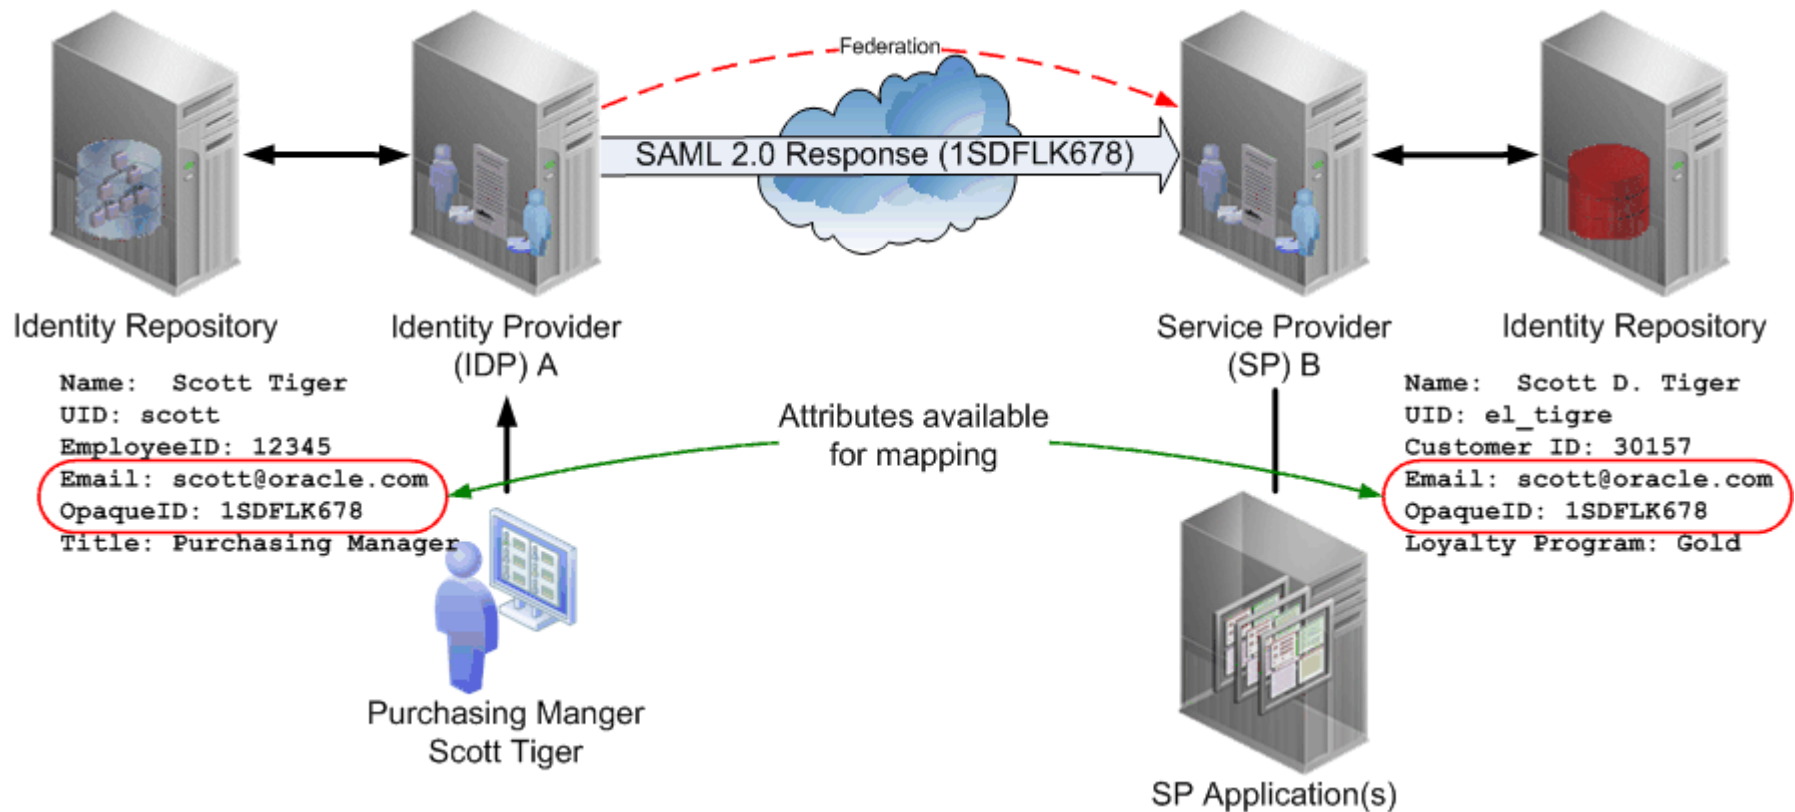 Federation
SAML 2.0 Response (1SDFLK678)
Identity Repository
Identity Provider
(IDP) A
Service Provider
(SP) B
Identity Repository
Name:  Scott Tiger
UID: scott
EmployeeID: 12345
Email: scott@oracle.com
OpaqueID: 1SDFLK678
Title: Purchasing Manager
Attributes available
for mapping
Name:  Scott D. Tiger
UID: el_tigre
Customer ID: 30157
Email: scott@oracle.com
OpaqueID: 1SDFLK678
Loyalty Program: Gold
Purchasing Manger
Scott Tiger
SP Application(s)